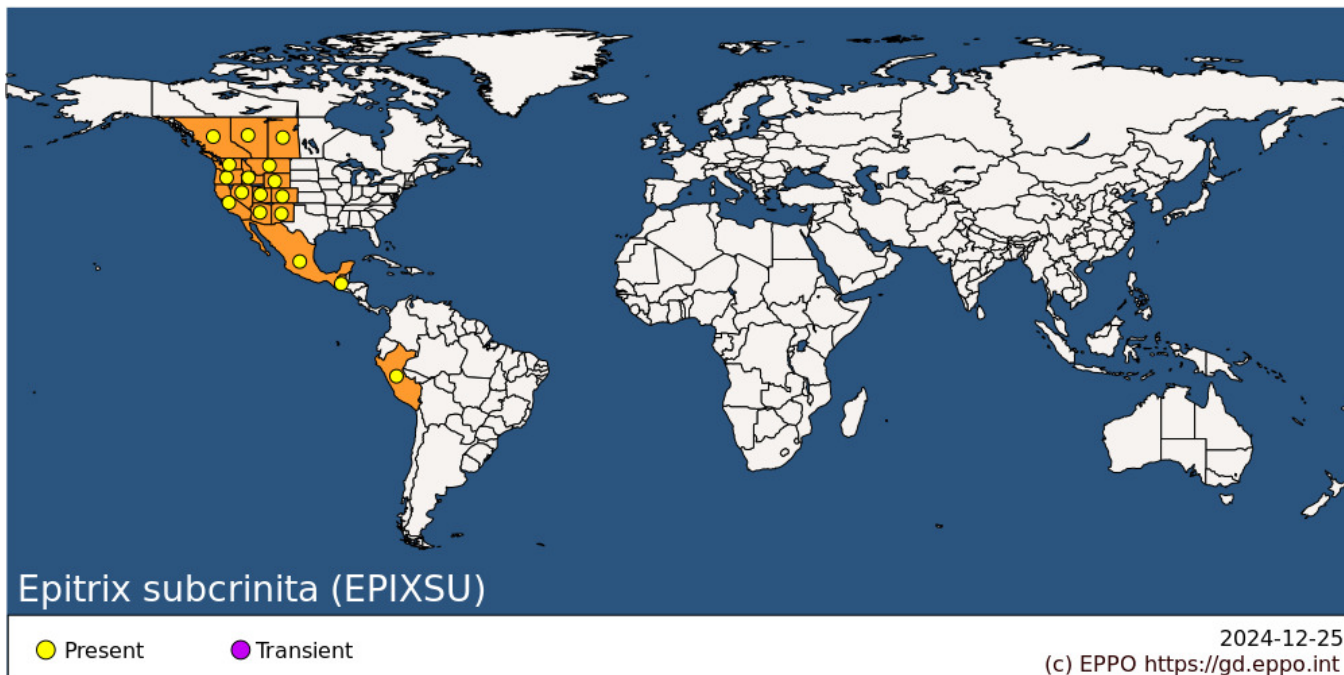 Epitrix subcrinita (EPIXSU)
Present
Transient
2024-12-25
(c) EPPO https://gd.eppo.int